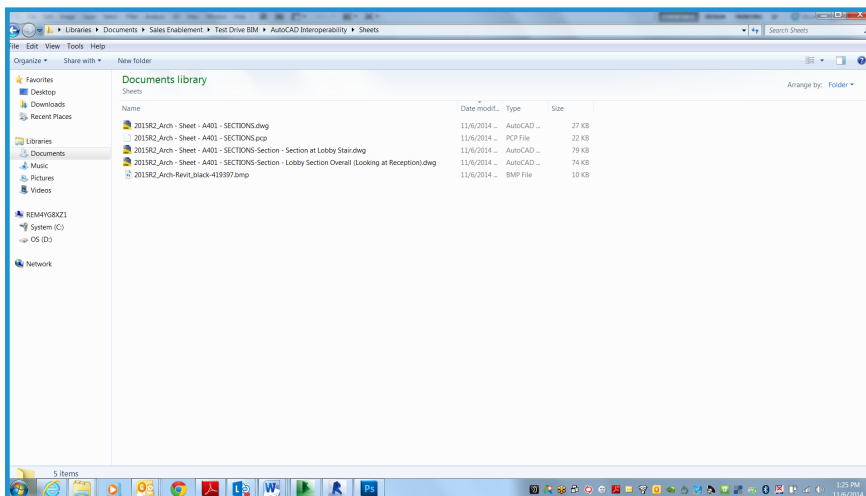 Libraries ▸ Documents ▸ Sales Enablement ▸ Test Drive BIM ▸ AutoCAD Interoperability ▸ Sheets
Search Sheets
File Edit View Tools Help
Organize Share with New folder
Favorites
Desktop
Downloads
Recent Places
Libraries
Documents
Music
Pictures
Videos
REM4YG8XZ1
System (C:)
OS (D:)
Network
Documents library
Sheets
Arrange by: Folder
Name Date modif... Type Size
2015R2_Arch - Sheet - A401 - SECTIONS.dwg 11/6/2014 ... AutoCAD ... 27 KB
2015R2_Arch - Sheet - A401 - SECTIONS.pcp 11/6/2014 ... PCP File 22 KB
2015R2_Arch - Sheet - A401 - SECTIONS-Section - Section at Lobby Stair.dwg 11/6/2014 ... AutoCAD ... 79 KB
2015R2_Arch - Sheet - A401 - SECTIONS-Section - Lobby Section Overall (Looking at Reception).dwg 11/6/2014 ... AutoCAD ... 74 KB
2015R2_Arch-Revit_black-419397.bmp 11/6/2014 ... BMP File 10 KB
5 items
Ps
1:25 PM
11/6/2014